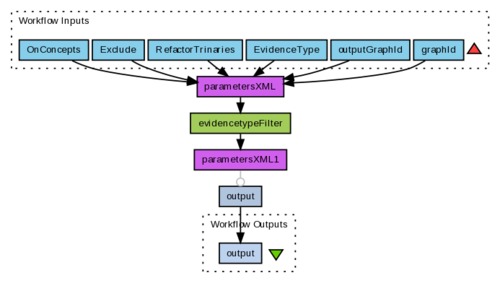 Workflow Inputs
OnConcepts Exclude RefactorTrinaries EvidenceType outputGraphId graphId
parametersXML
evidencetypeFilter
parametersXML1
output
Workflow Outputs
output